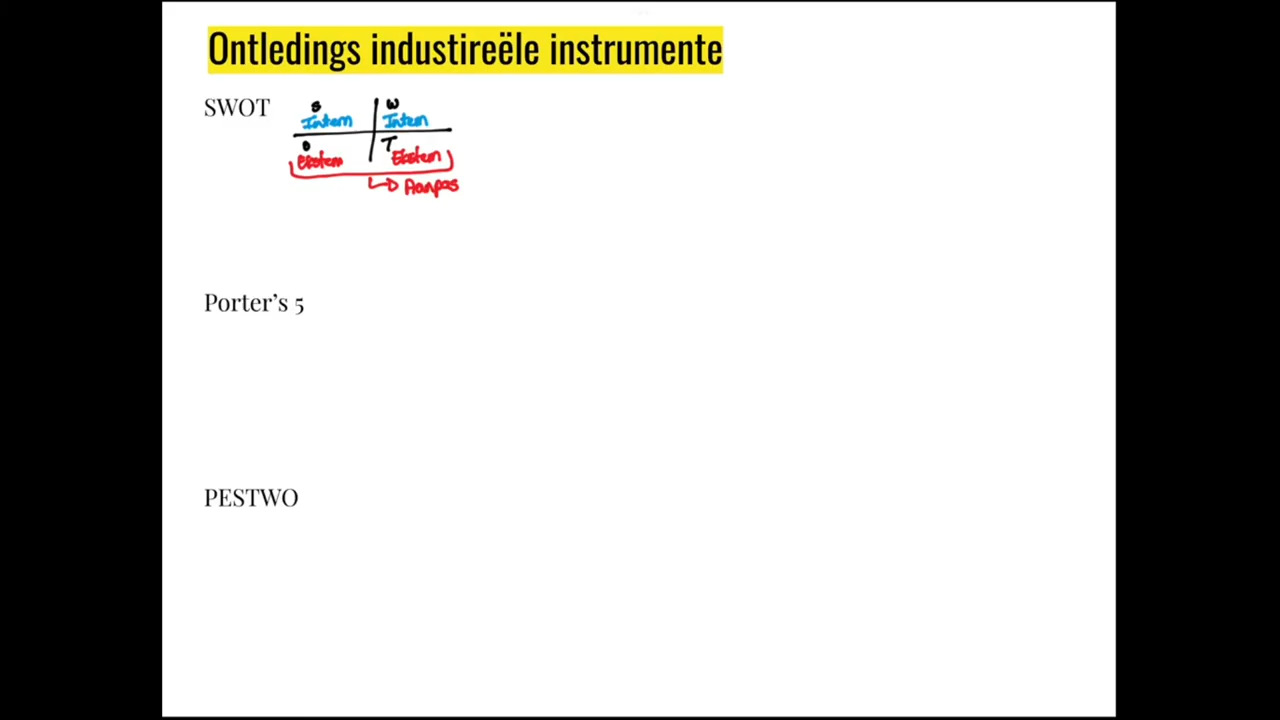 Ontledings industireële instrumente
SWOT
S W
Intern Intern
O T
Ekstern Ekstern
Aanpas
Porter’s 5
PESTWO